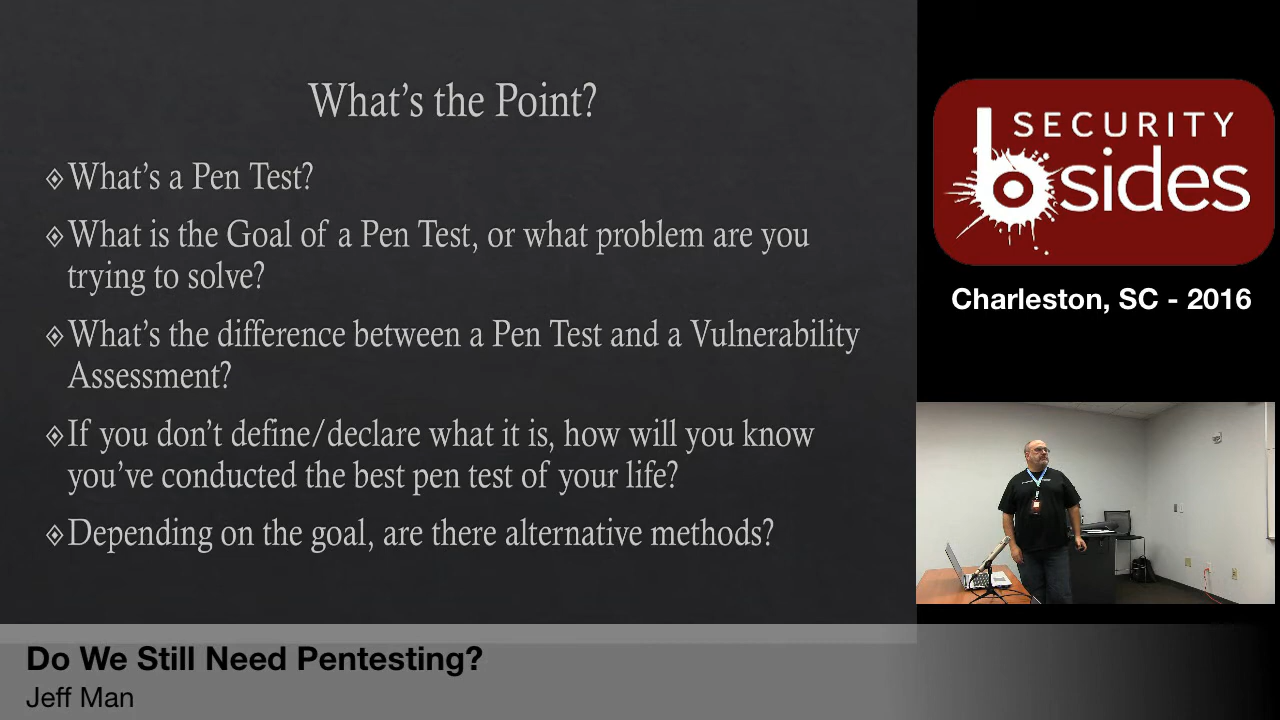 What's the Point?
What's a Pen Test?
What is the Goal of a Pen Test, or what problem are you
trying to solve?
What's the difference between a Pen Test and a Vulnerability
Assessment?
If you don't define/declare what it is, how will you know
you've conducted the best pen test of your life?
Depending on the goal, are there alternative methods?
SECURITY
bsides
Charleston, SC - 2016
Do We Still Need Pentesting?
Jeff Man